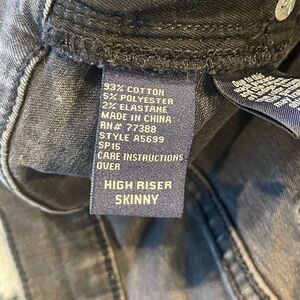 93% COTTON
5% POLYESTER
2% ELASTANE
MADE IN CHINA
RN# 77388
STYLE A5699
SP15
CARE INSTRUCTIONS
OVER
HIGH RISER
SKINNY